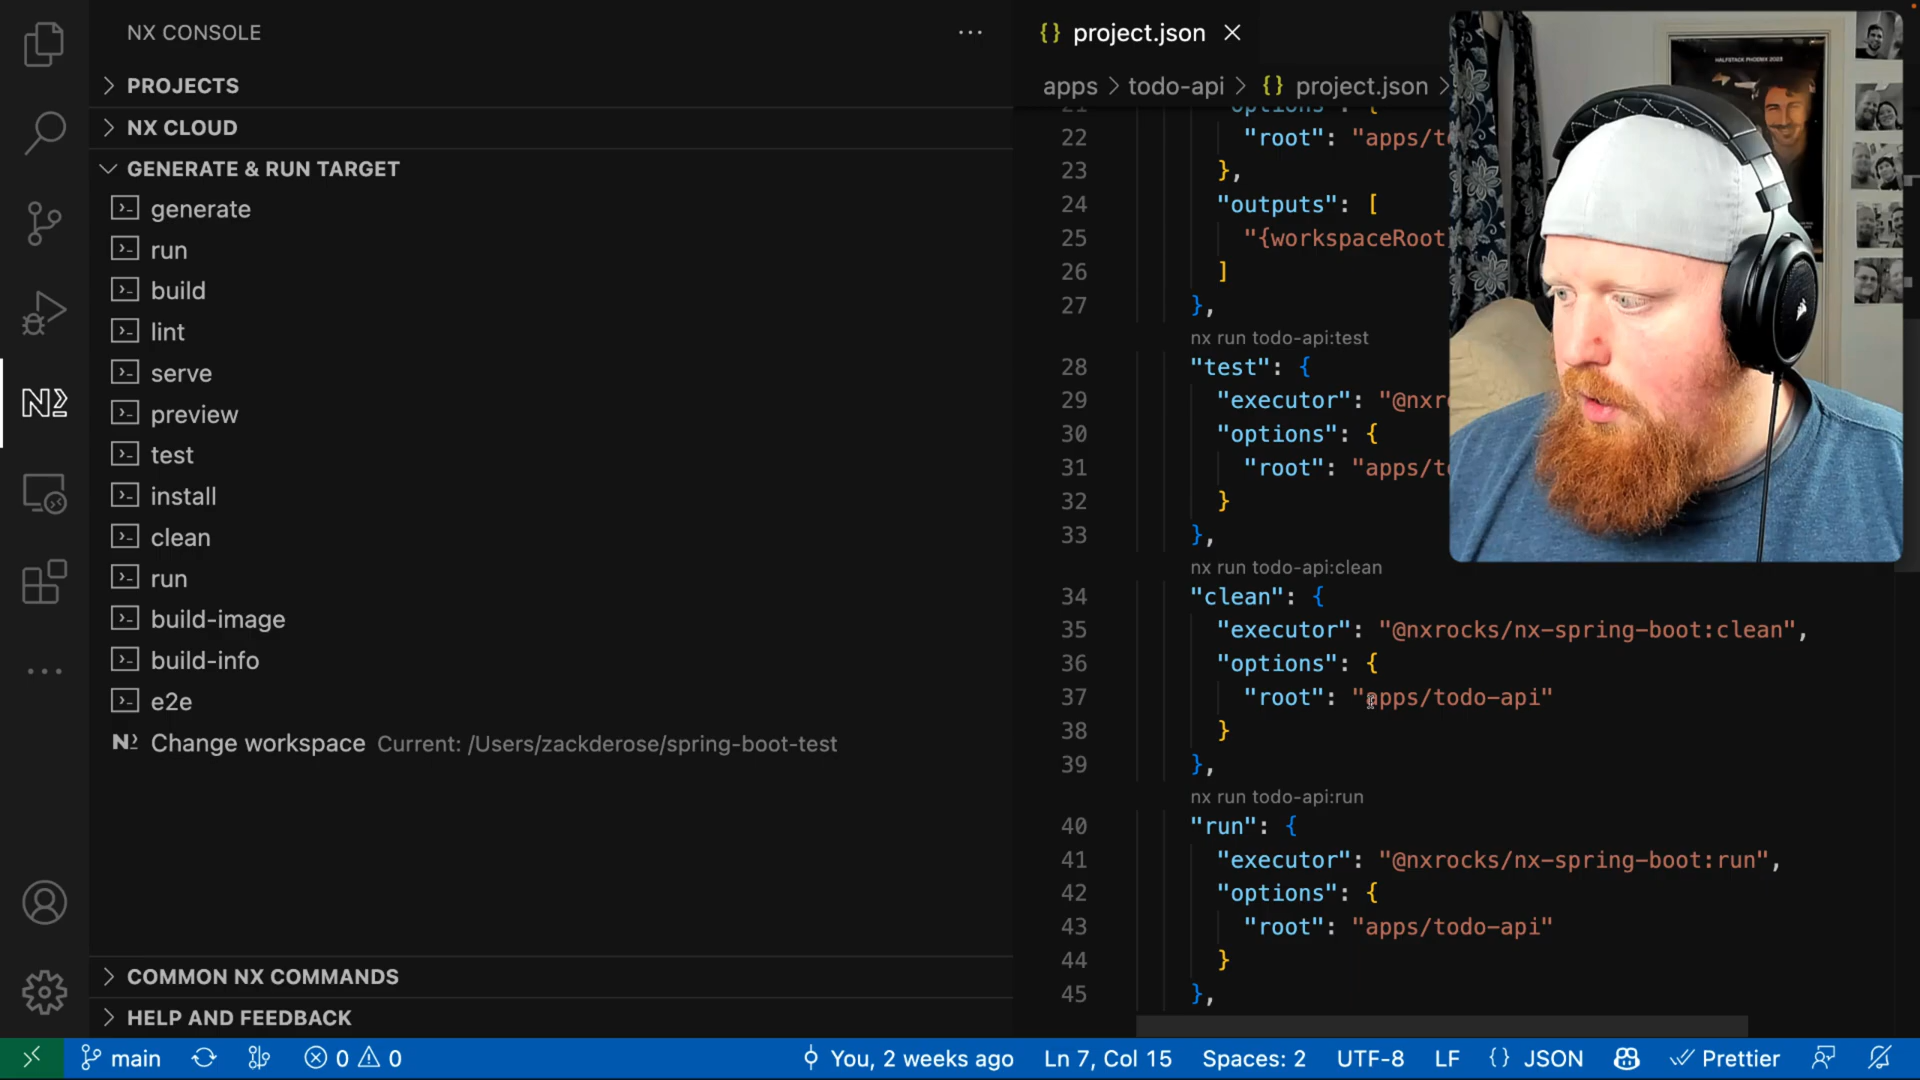 NX CONSOLE
PROJECTS
NX CLOUD
GENERATE & RUN TARGET
generate
run
build
lint
serve
preview
test
install
clean
run
build-image
build-info
e2e
Change workspace Current: /Users/zackderose/spring-boot-test
COMMON NX COMMANDS
HELP AND FEEDBACK
{} project.json
apps > todo-api > {} project.json >
21 "options": {
22 "root": "apps/t
23 },
24 "outputs": [
25 "{workspaceRoot
26 ]
27 },
nx run todo-api:test
28 "test": {
29 "executor": "@nxr
30 "options": {
31 "root": "apps/t
32 }
33 },
nx run todo-api:clean
34 "clean": {
35 "executor": "@nxrocks/nx-spring-boot:clean",
36 "options": {
37 "root": "apps/todo-api"
38 }
39 },
nx run todo-api:run
40 "run": {
41 "executor": "@nxrocks/nx-spring-boot:run",
42 "options": {
43 "root": "apps/todo-api"
44 }
45 },
HALFSTACK PHOENIX 2023
main 0 0 You, 2 weeks ago Ln 7, Col 15 Spaces: 2 UTF-8 LF {} JSON Prettier